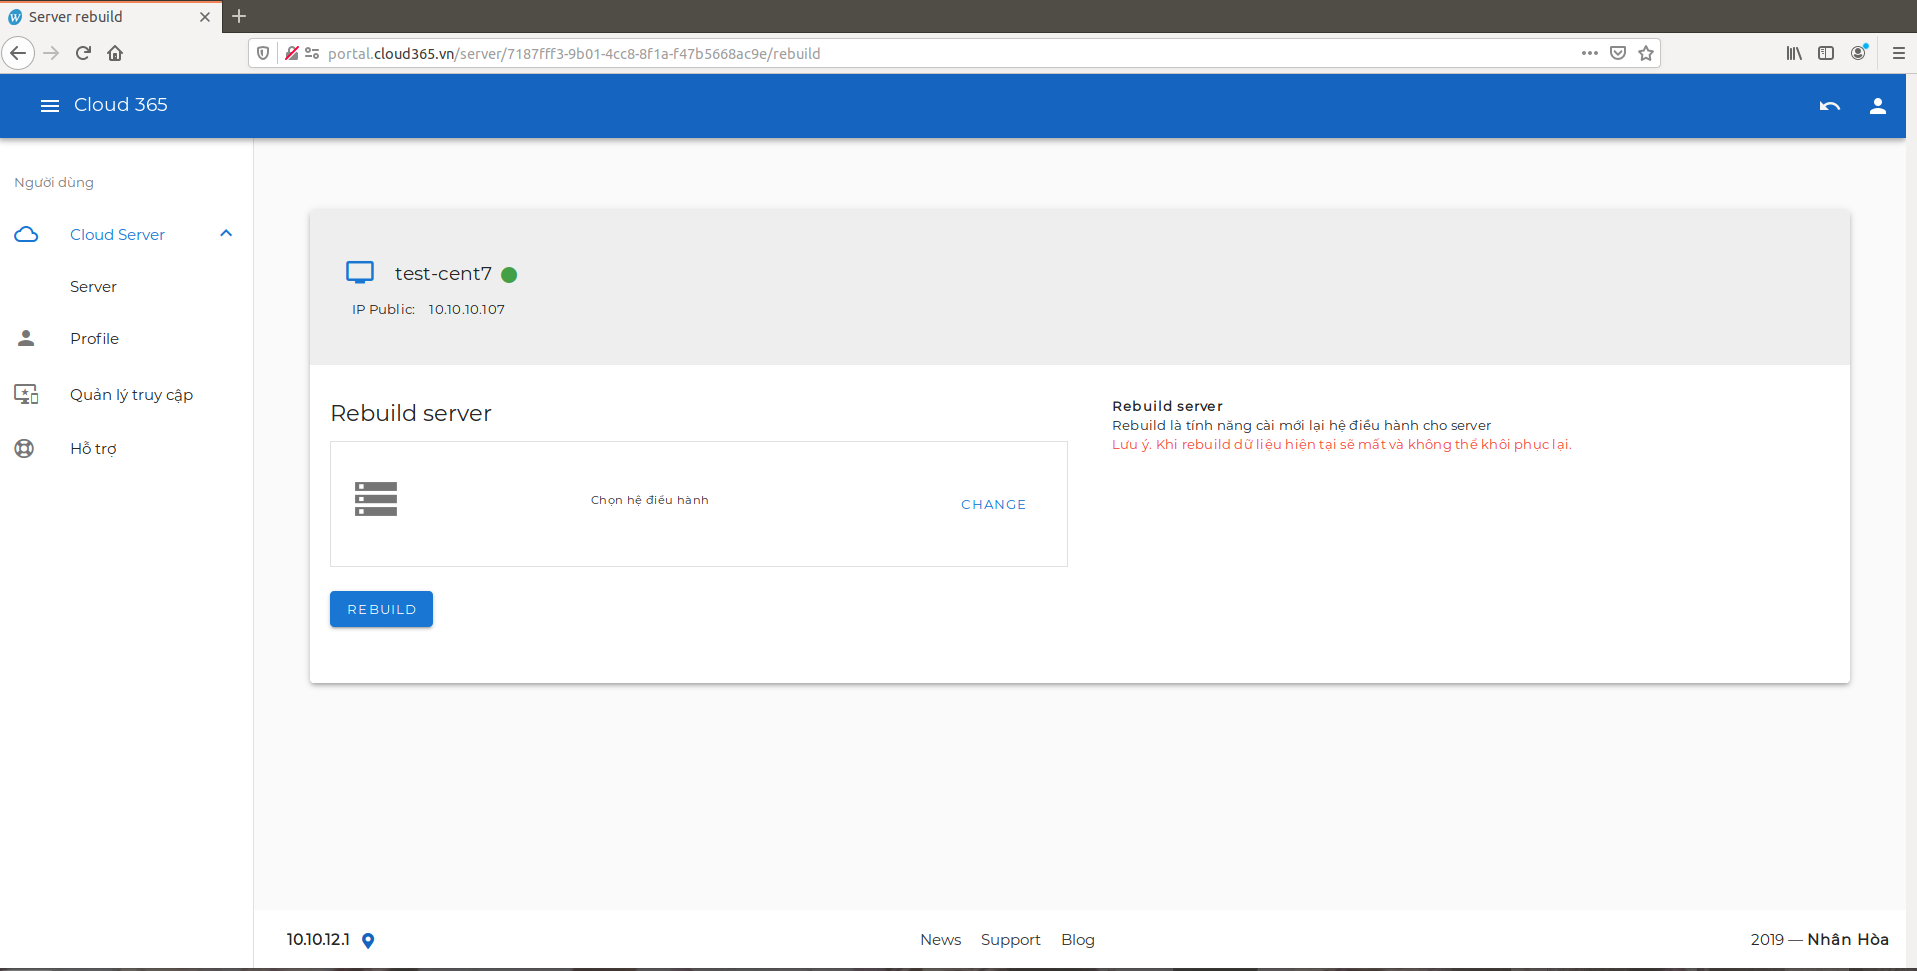 Server rebuild
portal.cloud365.vn/server/7187fff3-9b01-4cc8-8f1a-f47b5668ac9e/rebuild
Cloud 365
Người dùng
Cloud Server
Server
Profile
Quản lý truy cập
Hỗ trợ
test-cent7
IP Public: 10.10.10.107
Rebuild server
Chọn hệ điều hành
CHANGE
REBUILD
Rebuild server
Rebuild là tính năng cài mới lại hệ điều hành cho server
Lưu ý. Khi rebuild dữ liệu hiện tại sẽ mất và không thể khôi phục lại.
10.10.12.1
News Support Blog
2019 — Nhân Hòa